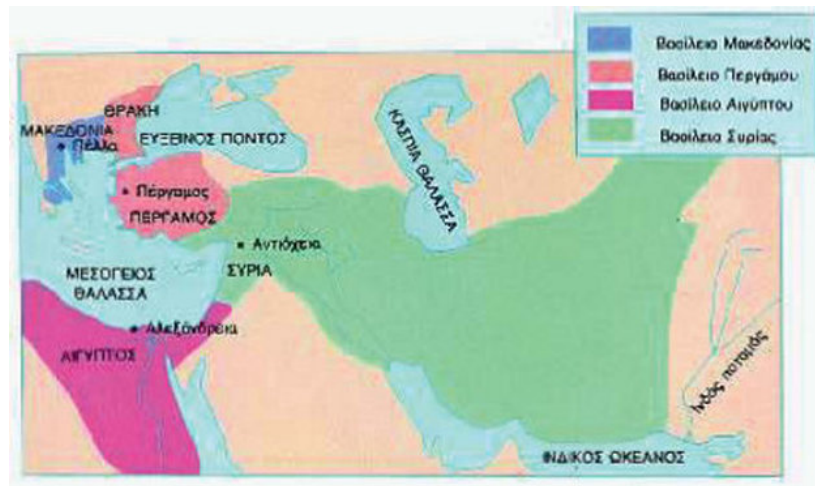 Βασίλειο Μακεδονίας
Βασίλειο Περγάμου
Βασίλειο Αιγύπτου
Βασίλειο Συρίας
ΘΡΑΚΗ
ΜΑΚΕΔΟΝΙΑ
Πέλλα
ΕΥΞΕΙΝΟΣ ΠΟΝΤΟΣ
ΚΑΣΠΙΑ ΘΑΛΑΣΣΑ
Πέργαμος
ΠΕΡΓΑΜΟΣ
Αντιόχεια
ΣΥΡΙΑ
ΜΕΣΟΓΕΙΟΣ
ΘΑΛΑΣΣΑ
Αλεξάνδρεια
ΑΙΓΥΠΤΟΣ
Ινδός ποταμός
ΙΝΔΙΚΟΣ ΩΚΕΛΝΟΣ